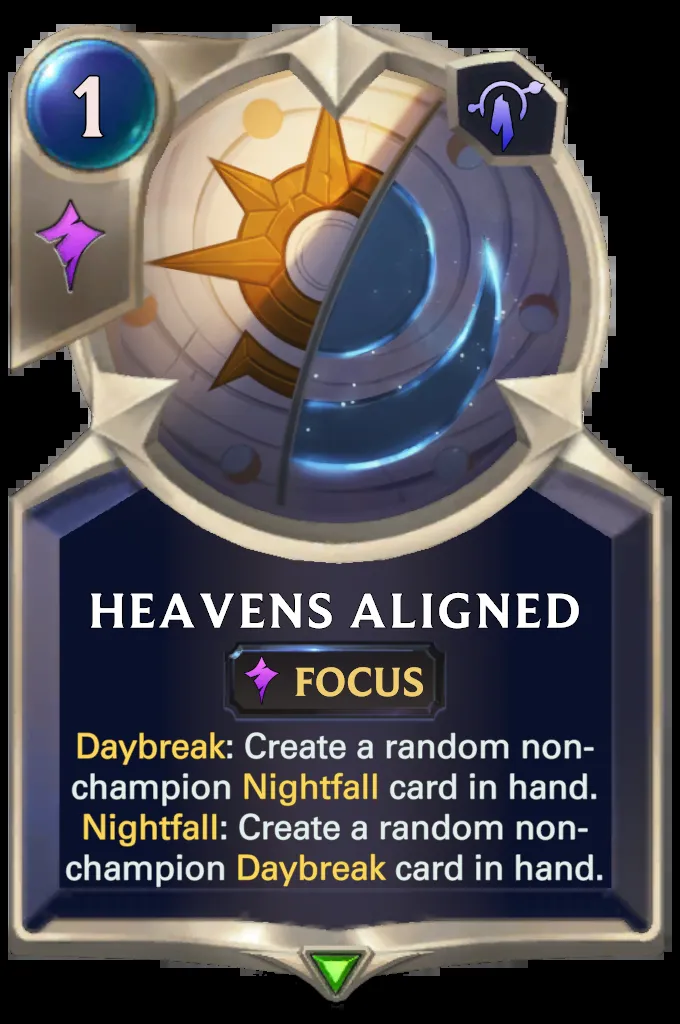 1
HEAVENS ALIGNED
FOCUS
Daybreak: Create a random non-
champion Nightfall card in hand.
Nightfall: Create a random non-
champion Daybreak card in hand.